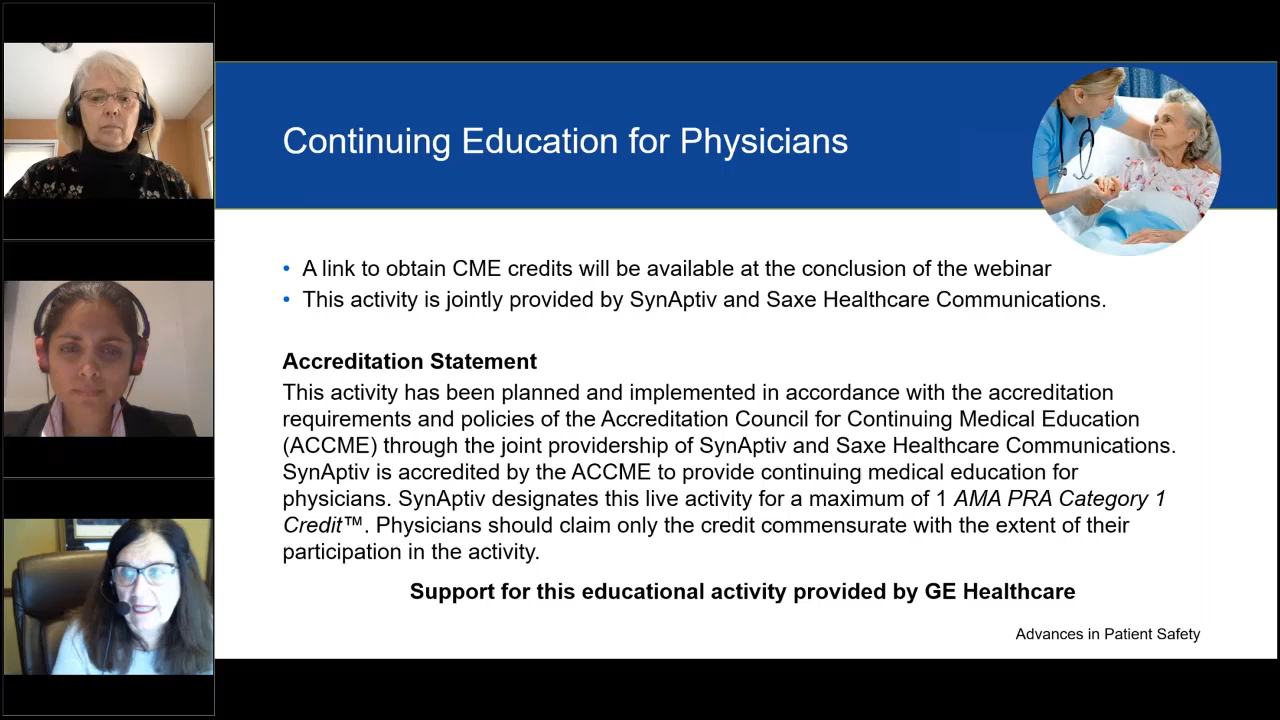 Continuing Education for Physicians
• A link to obtain CME credits will be available at the conclusion of the webinar
• This activity is jointly provided by SynAptiv and Saxe Healthcare Communications.
Accreditation Statement
This activity has been planned and implemented in accordance with the accreditation
requirements and policies of the Accreditation Council for Continuing Medical Education
(ACCME) through the joint providership of SynAptiv and Saxe Healthcare Communications.
SynAptiv is accredited by the ACCME to provide continuing medical education for
physicians. SynAptiv designates this live activity for a maximum of 1 AMA PRA Category 1
Credit™. Physicians should claim only the credit commensurate with the extent of their
participation in the activity.
Support for this educational activity provided by GE Healthcare
Advances in Patient Safety